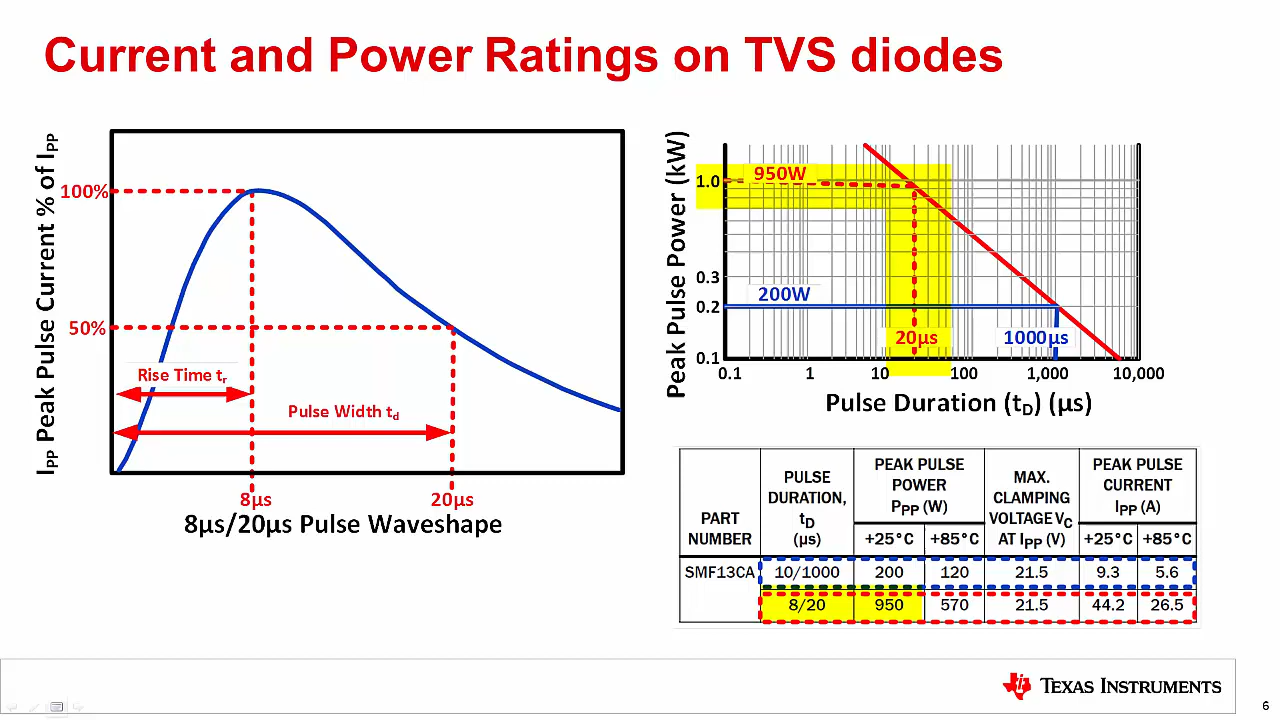 Current and Power Ratings on TVS diodes
IPP Peak Pulse Current % of IPP
100%
50%
Rise Time tr
Pulse Width td
8µs
20µs
8µs/20µs Pulse Waveshape
Peak Pulse Power (kW)
1.0
0.3
0.2
0.1
950W
200W
20µs
1000µs
0.1
1
10
100
1,000
10,000
Pulse Duration (tD) (µs)
PART NUMBER
PULSE DURATION, tD (µs)
PEAK PULSE POWER PPP (W)
MAX. CLAMPING VOLTAGE VC AT IPP (V)
PEAK PULSE CURRENT IPP (A)
+25°C +85°C +25°C +85°C
SMF13CA 10/1000 200 120 21.5 9.3 5.6
8/20 950 570 21.5 44.2 26.5
TEXAS INSTRUMENTS
6